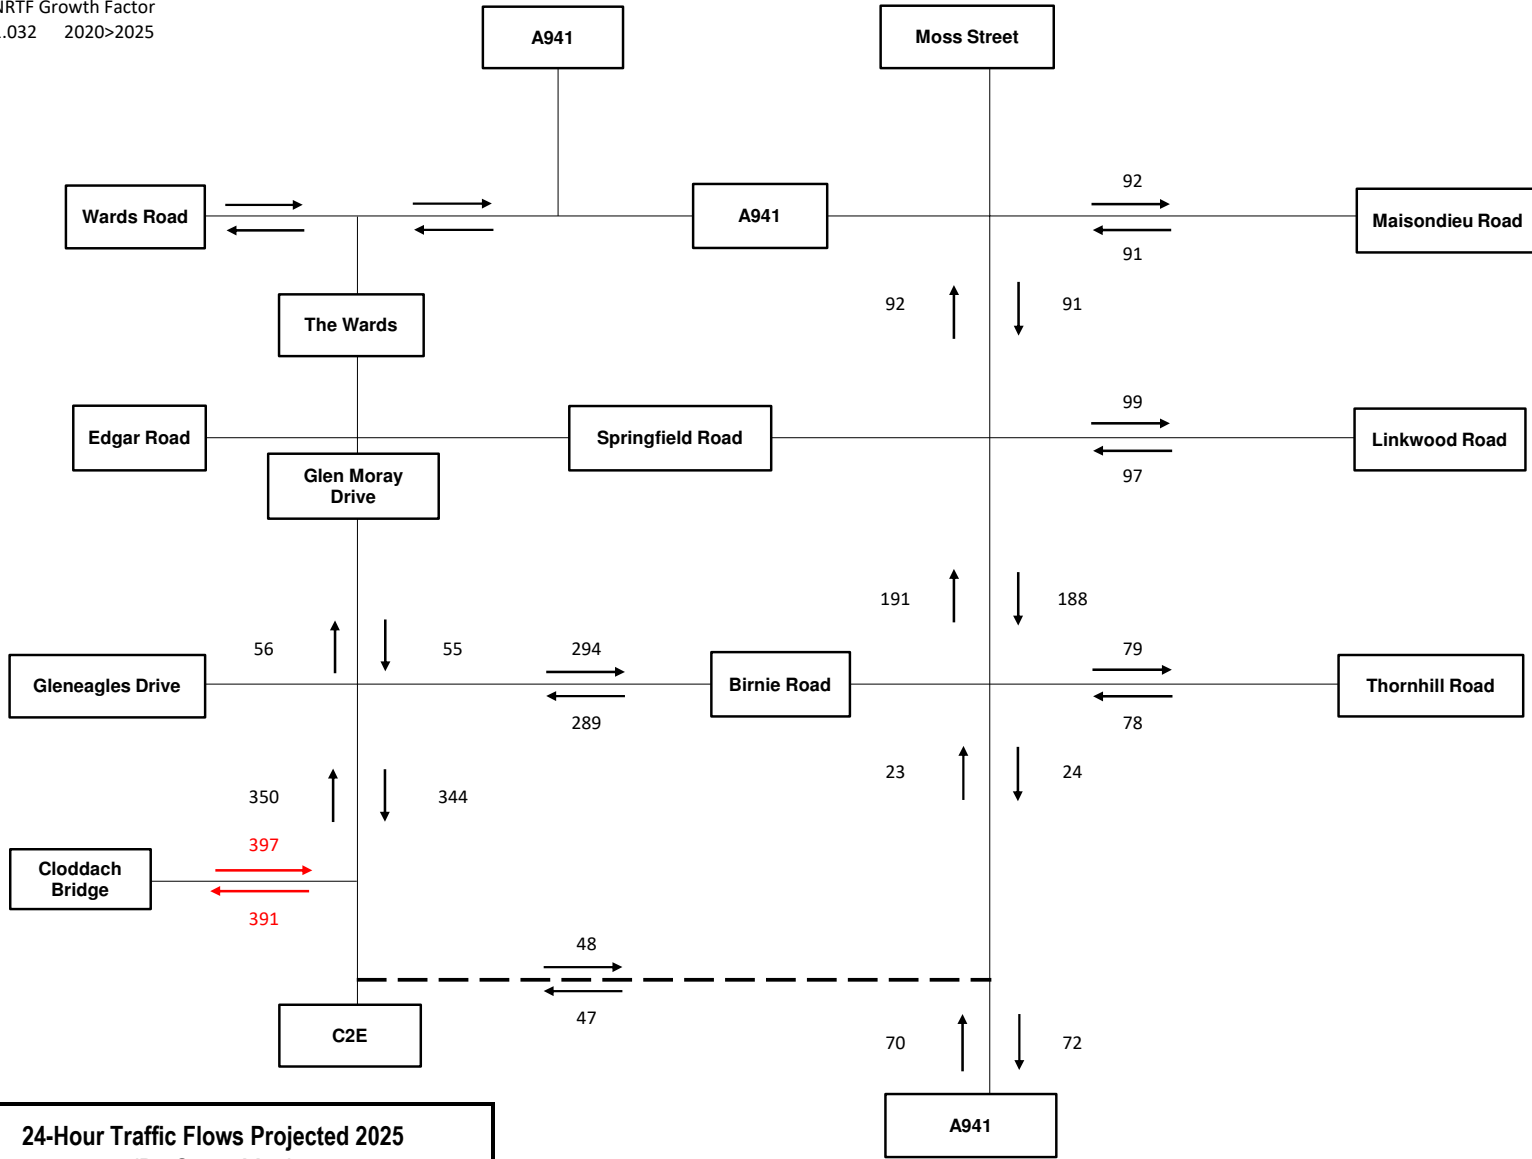 NRTF Growth Factor
.032 2020>2025
A941
Moss Street
Wards Road
A941
92
91
Maisondieu Road
The Wards
92
91
Edgar Road
Springfield Road
99
97
Linkwood Road
Glen Moray
Drive
191
188
56
55
294
289
79
78
Gleneagles Drive
Birnie Road
Thornhill Road
23
24
350
344
397
391
Cloddach
Bridge
48
47
C2E
70
72
A941
24-Hour Traffic Flows Projected 2025